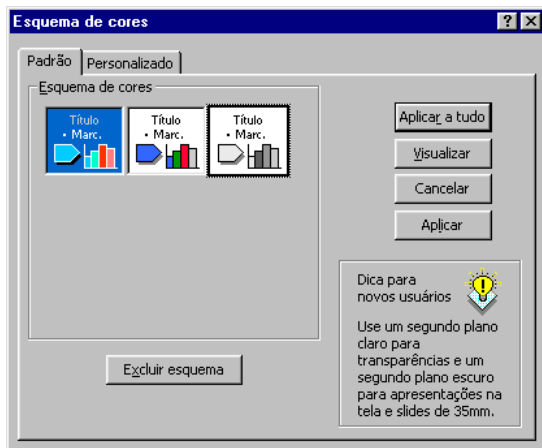 Esquema de cores
Padrão
Personalizado
Esquema de cores
Título
• Marc.
Título
• Marc.
Título
• Marc.
Aplicar a tudo
Visualizar
Cancelar
Aplicar
Excluir esquema
Dica para
novos usuários
Use um segundo plano
claro para
transparências e um
segundo plano escuro
para apresentações na
tela e slides de 35mm.